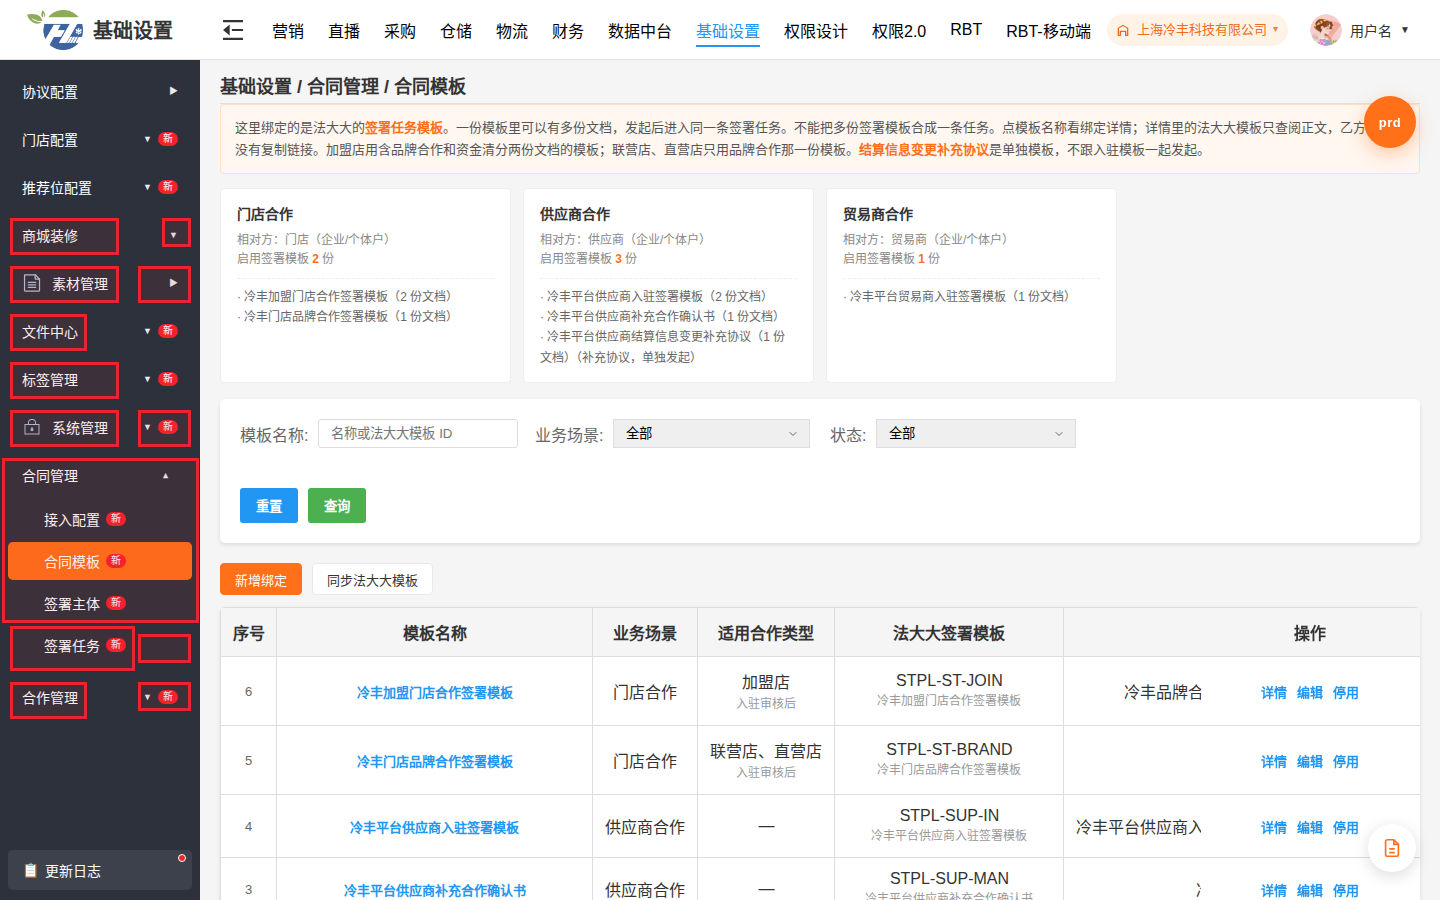 基础设置
营销 直播 采购 仓储 物流 财务 数据中台 基础设置 权限设计 权限2.0 RBT RBT-移动端
上海冷丰科技有限公司 ▾
用户名 ▼
协议配置 ▶
门店配置 ▼ 新
推荐位配置 ▼ 新
商城装修 ▼
素材管理 ▶
文件中心 ▼ 新
标签管理 ▼ 新
系统管理 ▼ 新
合同管理 ▲
接入配置 新
合同模板 新
签署主体 新
签署任务 新
合作管理 ▼ 新
更新日志
基础设置 / 合同管理 / 合同模板
这里绑定的是法大大的签署任务模板。一份模板里可以有多份文档，发起后进入同一条签署任务。不能把多份签署模板合成一条任务。点模板名称看绑定详情；详情里的法大大模板只查阅正文，乙方
没有复制链接。加盟店用含品牌合作和资金清分两份文档的模板；联营店、直营店只用品牌合作那一份模板。结算信息变更补充协议是单独模板，不跟入驻模板一起发起。
prd
门店合作
相对方：门店（企业/个体户）
启用签署模板 2 份
· 冷丰加盟门店合作签署模板（2 份文档）
· 冷丰门店品牌合作签署模板（1 份文档）
供应商合作
相对方：供应商（企业/个体户）
启用签署模板 3 份
· 冷丰平台供应商入驻签署模板（2 份文档）
· 冷丰平台供应商补充合作确认书（1 份文档）
· 冷丰平台供应商结算信息变更补充协议（1 份
文档）（补充协议，单独发起）
贸易商合作
相对方：贸易商（企业/个体户）
启用签署模板 1 份
· 冷丰平台贸易商入驻签署模板（1 份文档）
模板名称: 名称或法大大模板 ID 业务场景: 全部 状态: 全部
重置 查询
新增绑定 同步法大大模板
序号 模板名称 业务场景 适用合作类型 法大大签署模板 操作
6 冷丰加盟门店合作签署模板 门店合作 加盟店 入驻审核后 STPL-ST-JOIN 冷丰加盟门店合作签署模板 冷丰品牌合 详情 编辑 停用
5 冷丰门店品牌合作签署模板 门店合作 联营店、直营店 入驻审核后 STPL-ST-BRAND 冷丰门店品牌合作签署模板 详情 编辑 停用
4 冷丰平台供应商入驻签署模板 供应商合作 — STPL-SUP-IN 冷丰平台供应商入驻签署模板 冷丰平台供应商入 详情 编辑 停用
3 冷丰平台供应商补充合作确认书 供应商合作 — STPL-SUP-MAN 冷丰平台供应商补充合作确认书 详情 编辑 停用